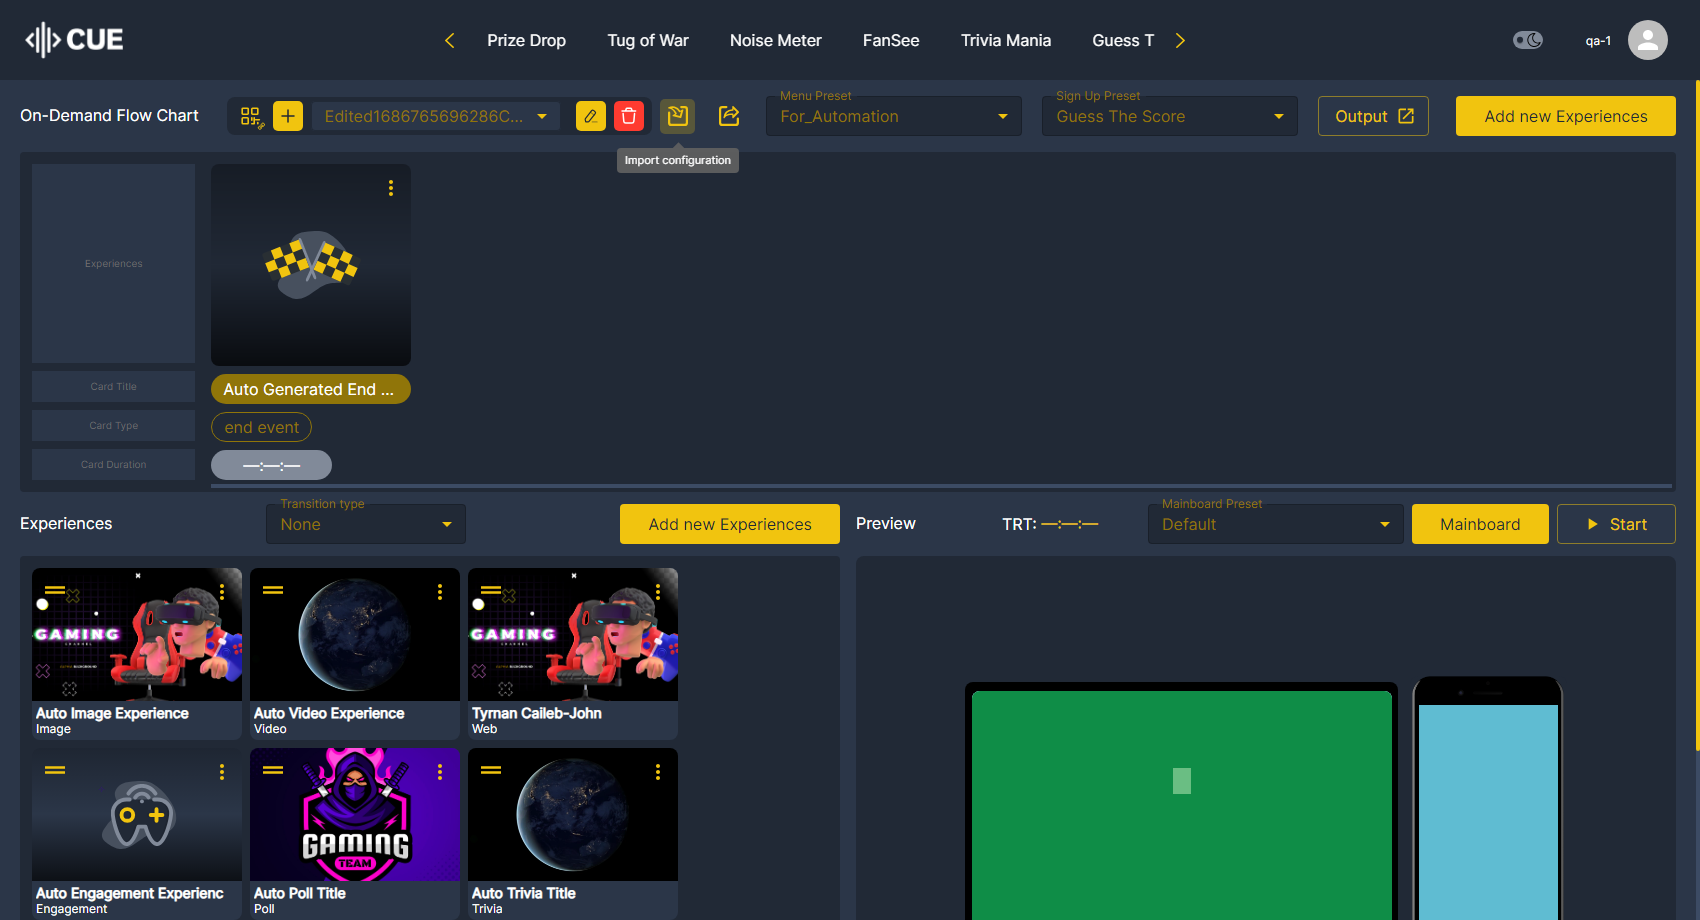 CUE
Prize Drop
Tug of War
Noise Meter
FanSee
Trivia Mania
Guess T
qa-1
On-Demand Flow Chart
Edited1686765696286C...
Menu Preset
For_Automation
Sign Up Preset
Guess The Score
Output
Add new Experiences
Import configuration
Experiences
Card Title
Auto Generated End ...
Card Type
end event
Card Duration
—:—:—
Experiences
Transition type
None
Add new Experiences
Preview
TRT: —:—:—
Mainboard Preset
Default
Mainboard
Start
GAMING
CHANNEL
Auto Image Experience
Image
Auto Video Experience
Video
GAMING
CHANNEL
Tyrnan Caileb-John
Web
Auto Engagement Experienc
Engagement
GAMING
TEAM
Auto Poll Title
Poll
Auto Trivia Title
Trivia